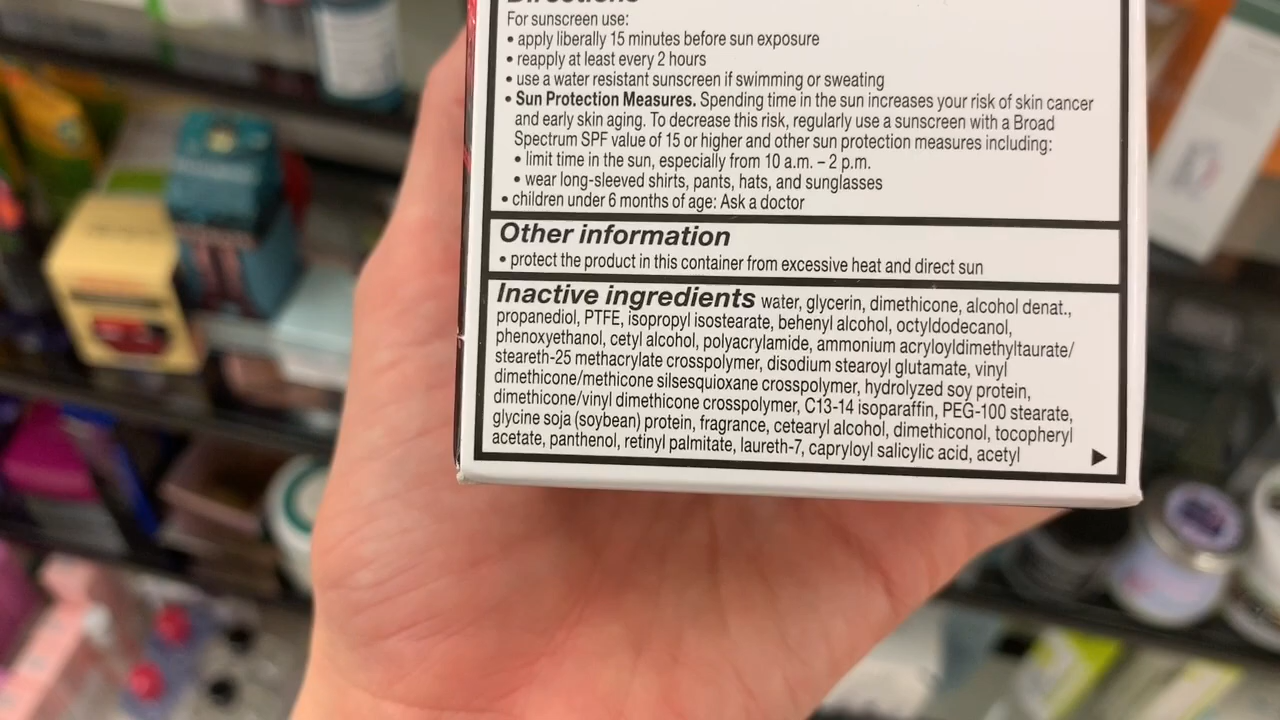 Directions
For sunscreen use:
• apply liberally 15 minutes before sun exposure
• reapply at least every 2 hours
• use a water resistant sunscreen if swimming or sweating
• Sun Protection Measures. Spending time in the sun increases your risk of skin cancer
and early skin aging. To decrease this risk, regularly use a sunscreen with a Broad
Spectrum SPF value of 15 or higher and other sun protection measures including:
• limit time in the sun, especially from 10 a.m. – 2 p.m.
• wear long-sleeved shirts, pants, hats, and sunglasses
• children under 6 months of age: Ask a doctor
Other information
• protect the product in this container from excessive heat and direct sun
Inactive ingredients water, glycerin, dimethicone, alcohol denat.,
propanediol, PTFE, isopropyl isostearate, behenyl alcohol, octyldodecanol,
phenoxyethanol, cetyl alcohol, polyacrylamide, ammonium acryloyldimethyltaurate/
steareth-25 methacrylate crosspolymer, disodium stearoyl glutamate, vinyl
dimethicone/methicone silsesquioxane crosspolymer, hydrolyzed soy protein,
dimethicone/vinyl dimethicone crosspolymer, C13-14 isoparaffin, PEG-100 stearate,
glycine soja (soybean) protein, fragrance, cetearyl alcohol, dimethiconol, tocopheryl
acetate, panthenol, retinyl palmitate, laureth-7, capryloyl salicylic acid, acetyl